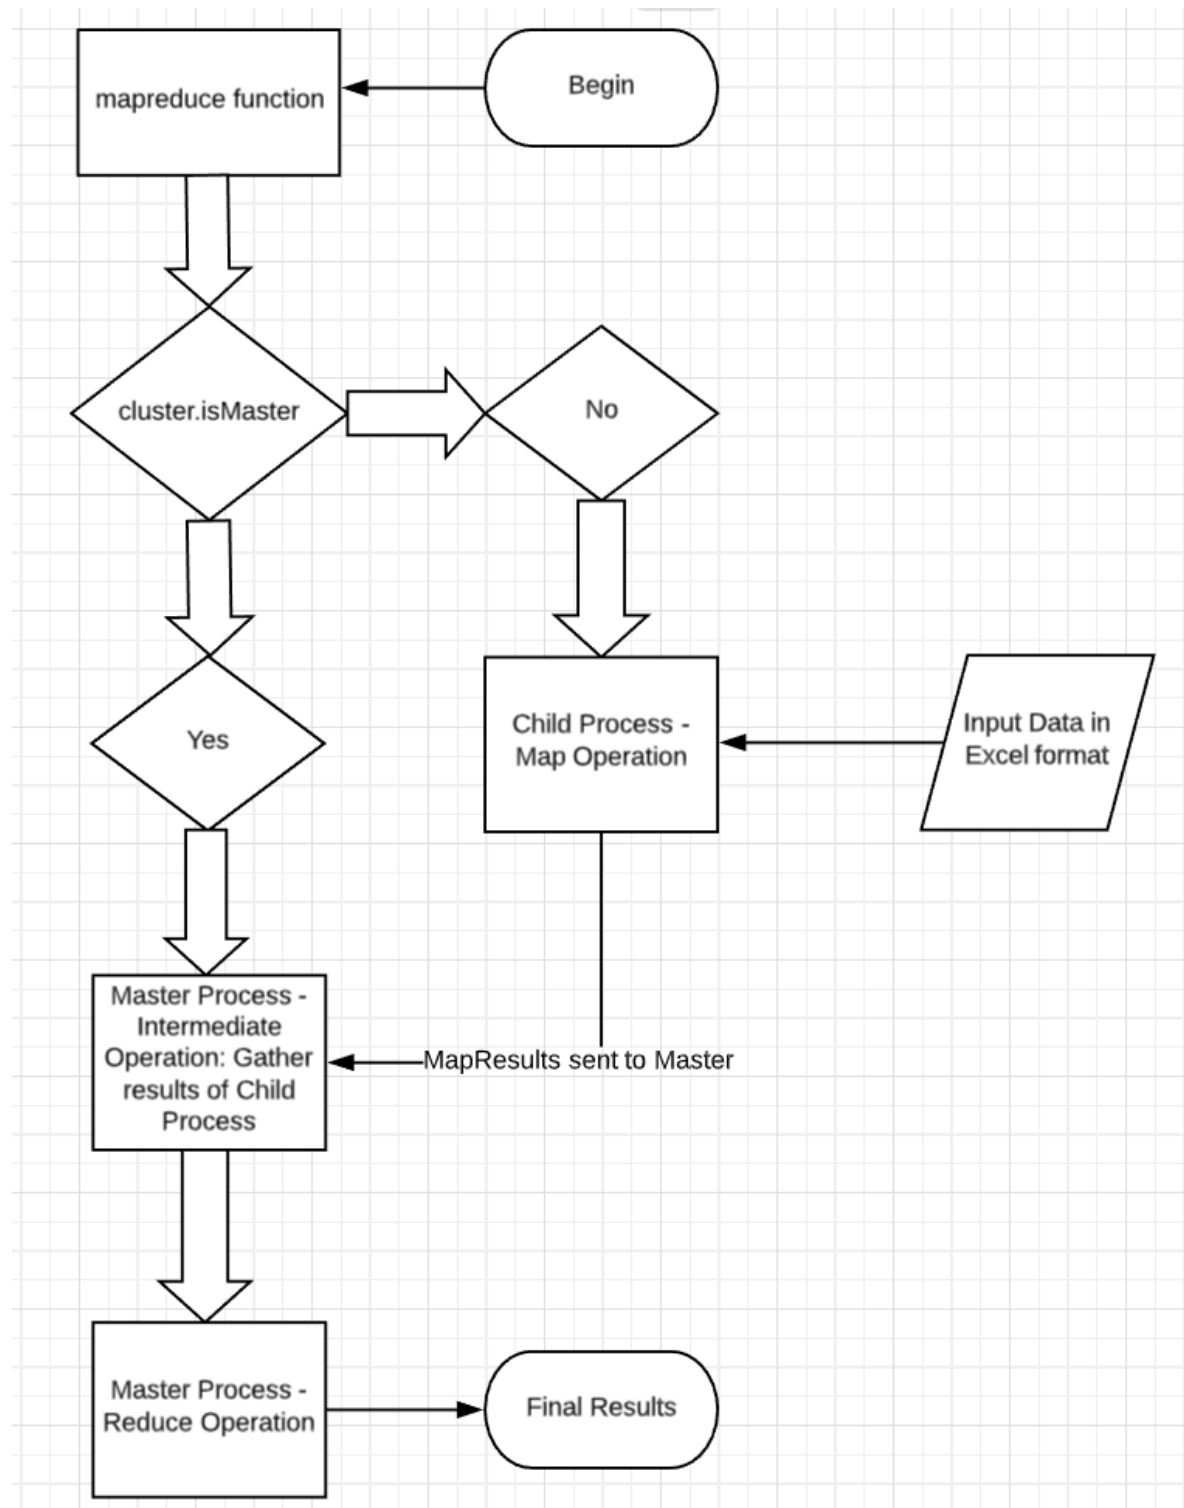 mapreduce function
Begin
cluster.isMaster
No
Yes
Child Process -
Map Operation
Input Data in
Excel format
Master Process -
Intermediate
Operation: Gather
results of Child
Process
MapResults sent to Master
Master Process -
Reduce Operation
Final Results